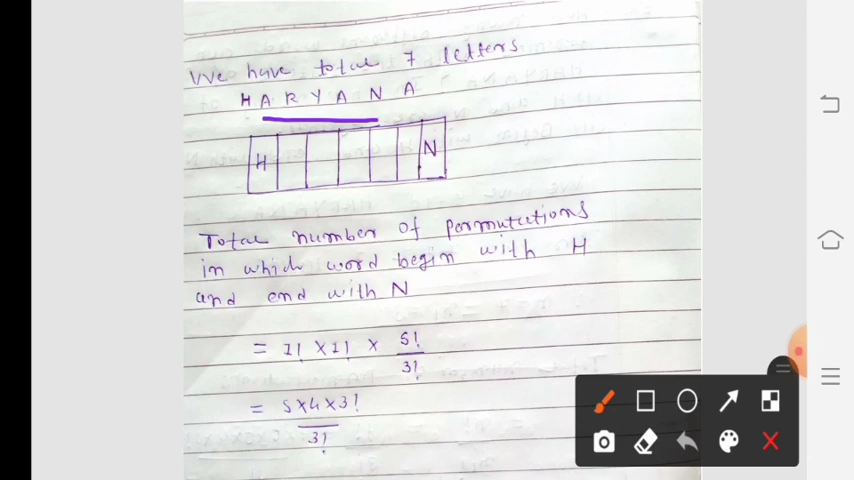 We have total 7 letters
H A R Y A N A
H N
Total number of permutations
in which word begin with H
and end with N
= 1! × 1! × 5!/3!
= 5×4×3!/3!